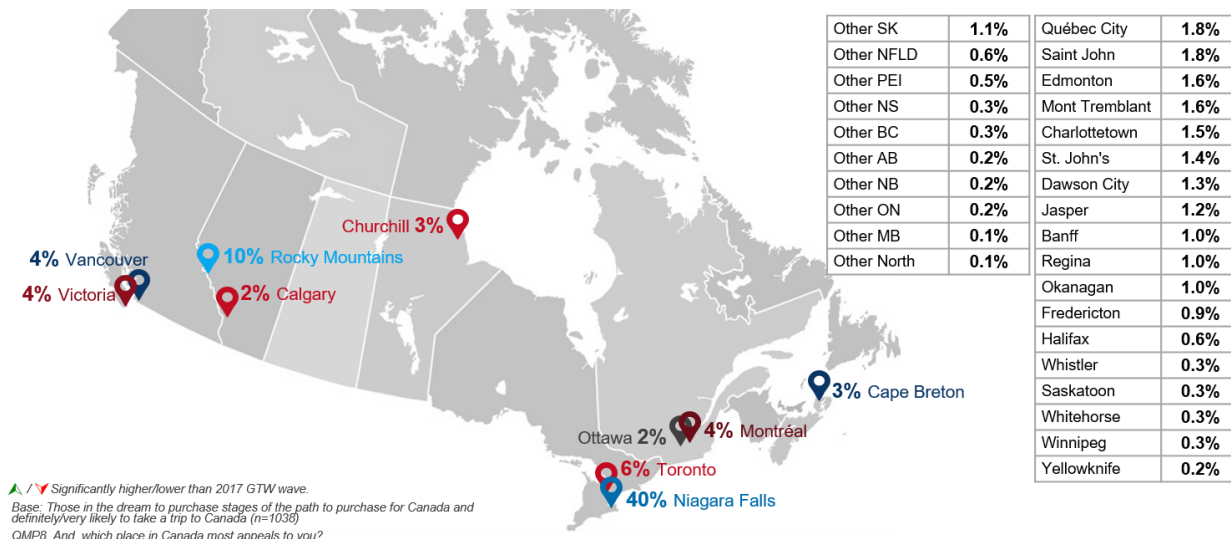 Other SK 1.1%
Other NFLD 0.6%
Other PEI 0.5%
Other NS 0.3%
Other BC 0.3%
Other AB 0.2%
Other NB 0.2%
Other ON 0.2%
Other MB 0.1%
Other North 0.1%
Québec City 1.8%
Saint John 1.8%
Edmonton 1.6%
Mont Tremblant 1.6%
Charlottetown 1.5%
St. John's 1.4%
Dawson City 1.3%
Jasper 1.2%
Banff 1.0%
Regina 1.0%
Okanagan 1.0%
Fredericton 0.9%
Halifax 0.6%
Whistler 0.3%
Saskatoon 0.3%
Whitehorse 0.3%
Winnipeg 0.3%
Yellowknife 0.2%
Churchill 3%
10% Rocky Mountains
4% Vancouver
4% Victoria
2% Calgary
3% Cape Breton
Ottawa 2%
4% Montréal
6% Toronto
40% Niagara Falls
/ Significantly higher/lower than 2017 GTW wave.
Base: Those in the dream to purchase stages of the path to purchase for Canada and
definitely/very likely to take a trip to Canada (n=1038)
QMP8. And, which place in Canada most appeals to you?